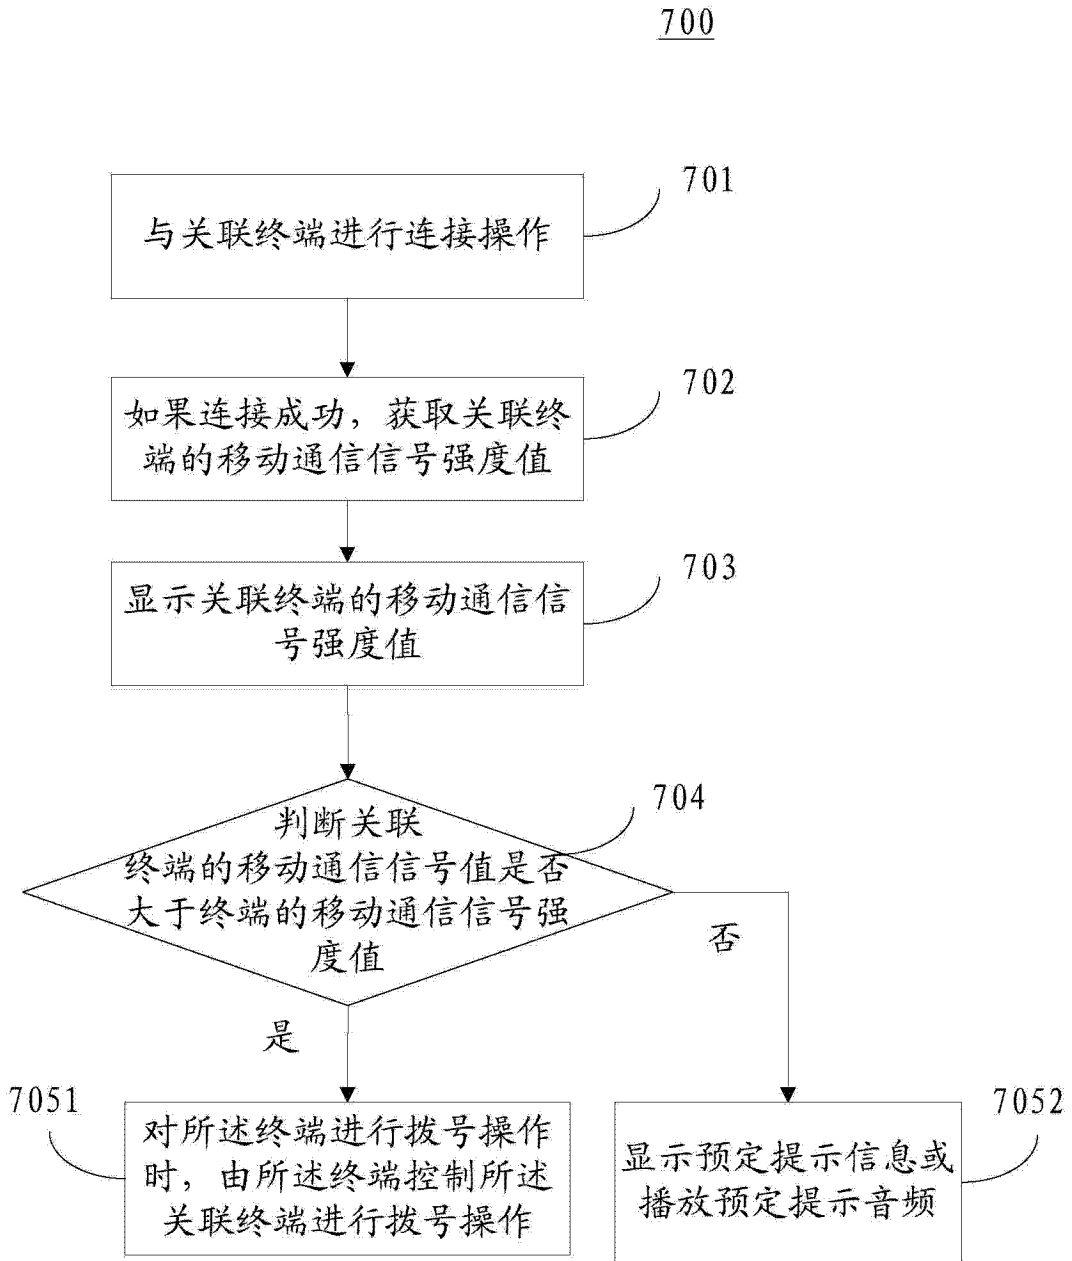 700
701
与关联终端进行连接操作
702
如果连接成功，获取关联终
端的移动通信信号强度值
703
显示关联终端的移动通信信
号强度值
704
判断关联
终端的移动通信信号值是否
大于终端的移动通信信号强
度值
否
是
7051
对所述终端进行拨号操作
时，由所述终端控制所述
关联终端进行拨号操作
7052
显示预定提示信息或
播放预定提示音频